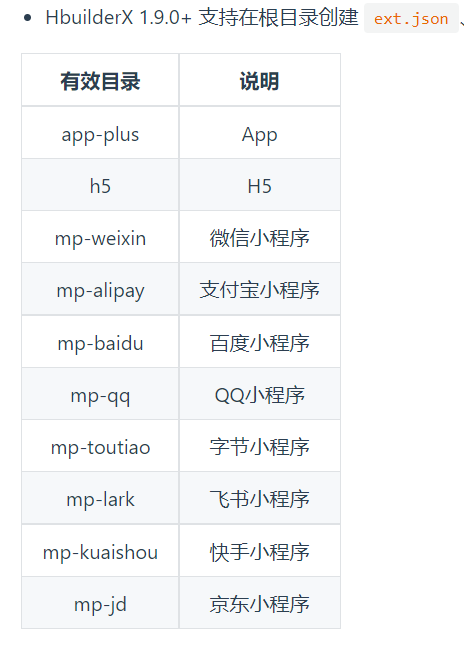 • HbuilderX 1.9.0+ 支持在根目录创建 ext.json、
有效目录 说明
app-plus App
h5 H5
mp-weixin 微信小程序
mp-alipay 支付宝小程序
mp-baidu 百度小程序
mp-qq QQ小程序
mp-toutiao 字节小程序
mp-lark 飞书小程序
mp-kuaishou 快手小程序
mp-jd 京东小程序